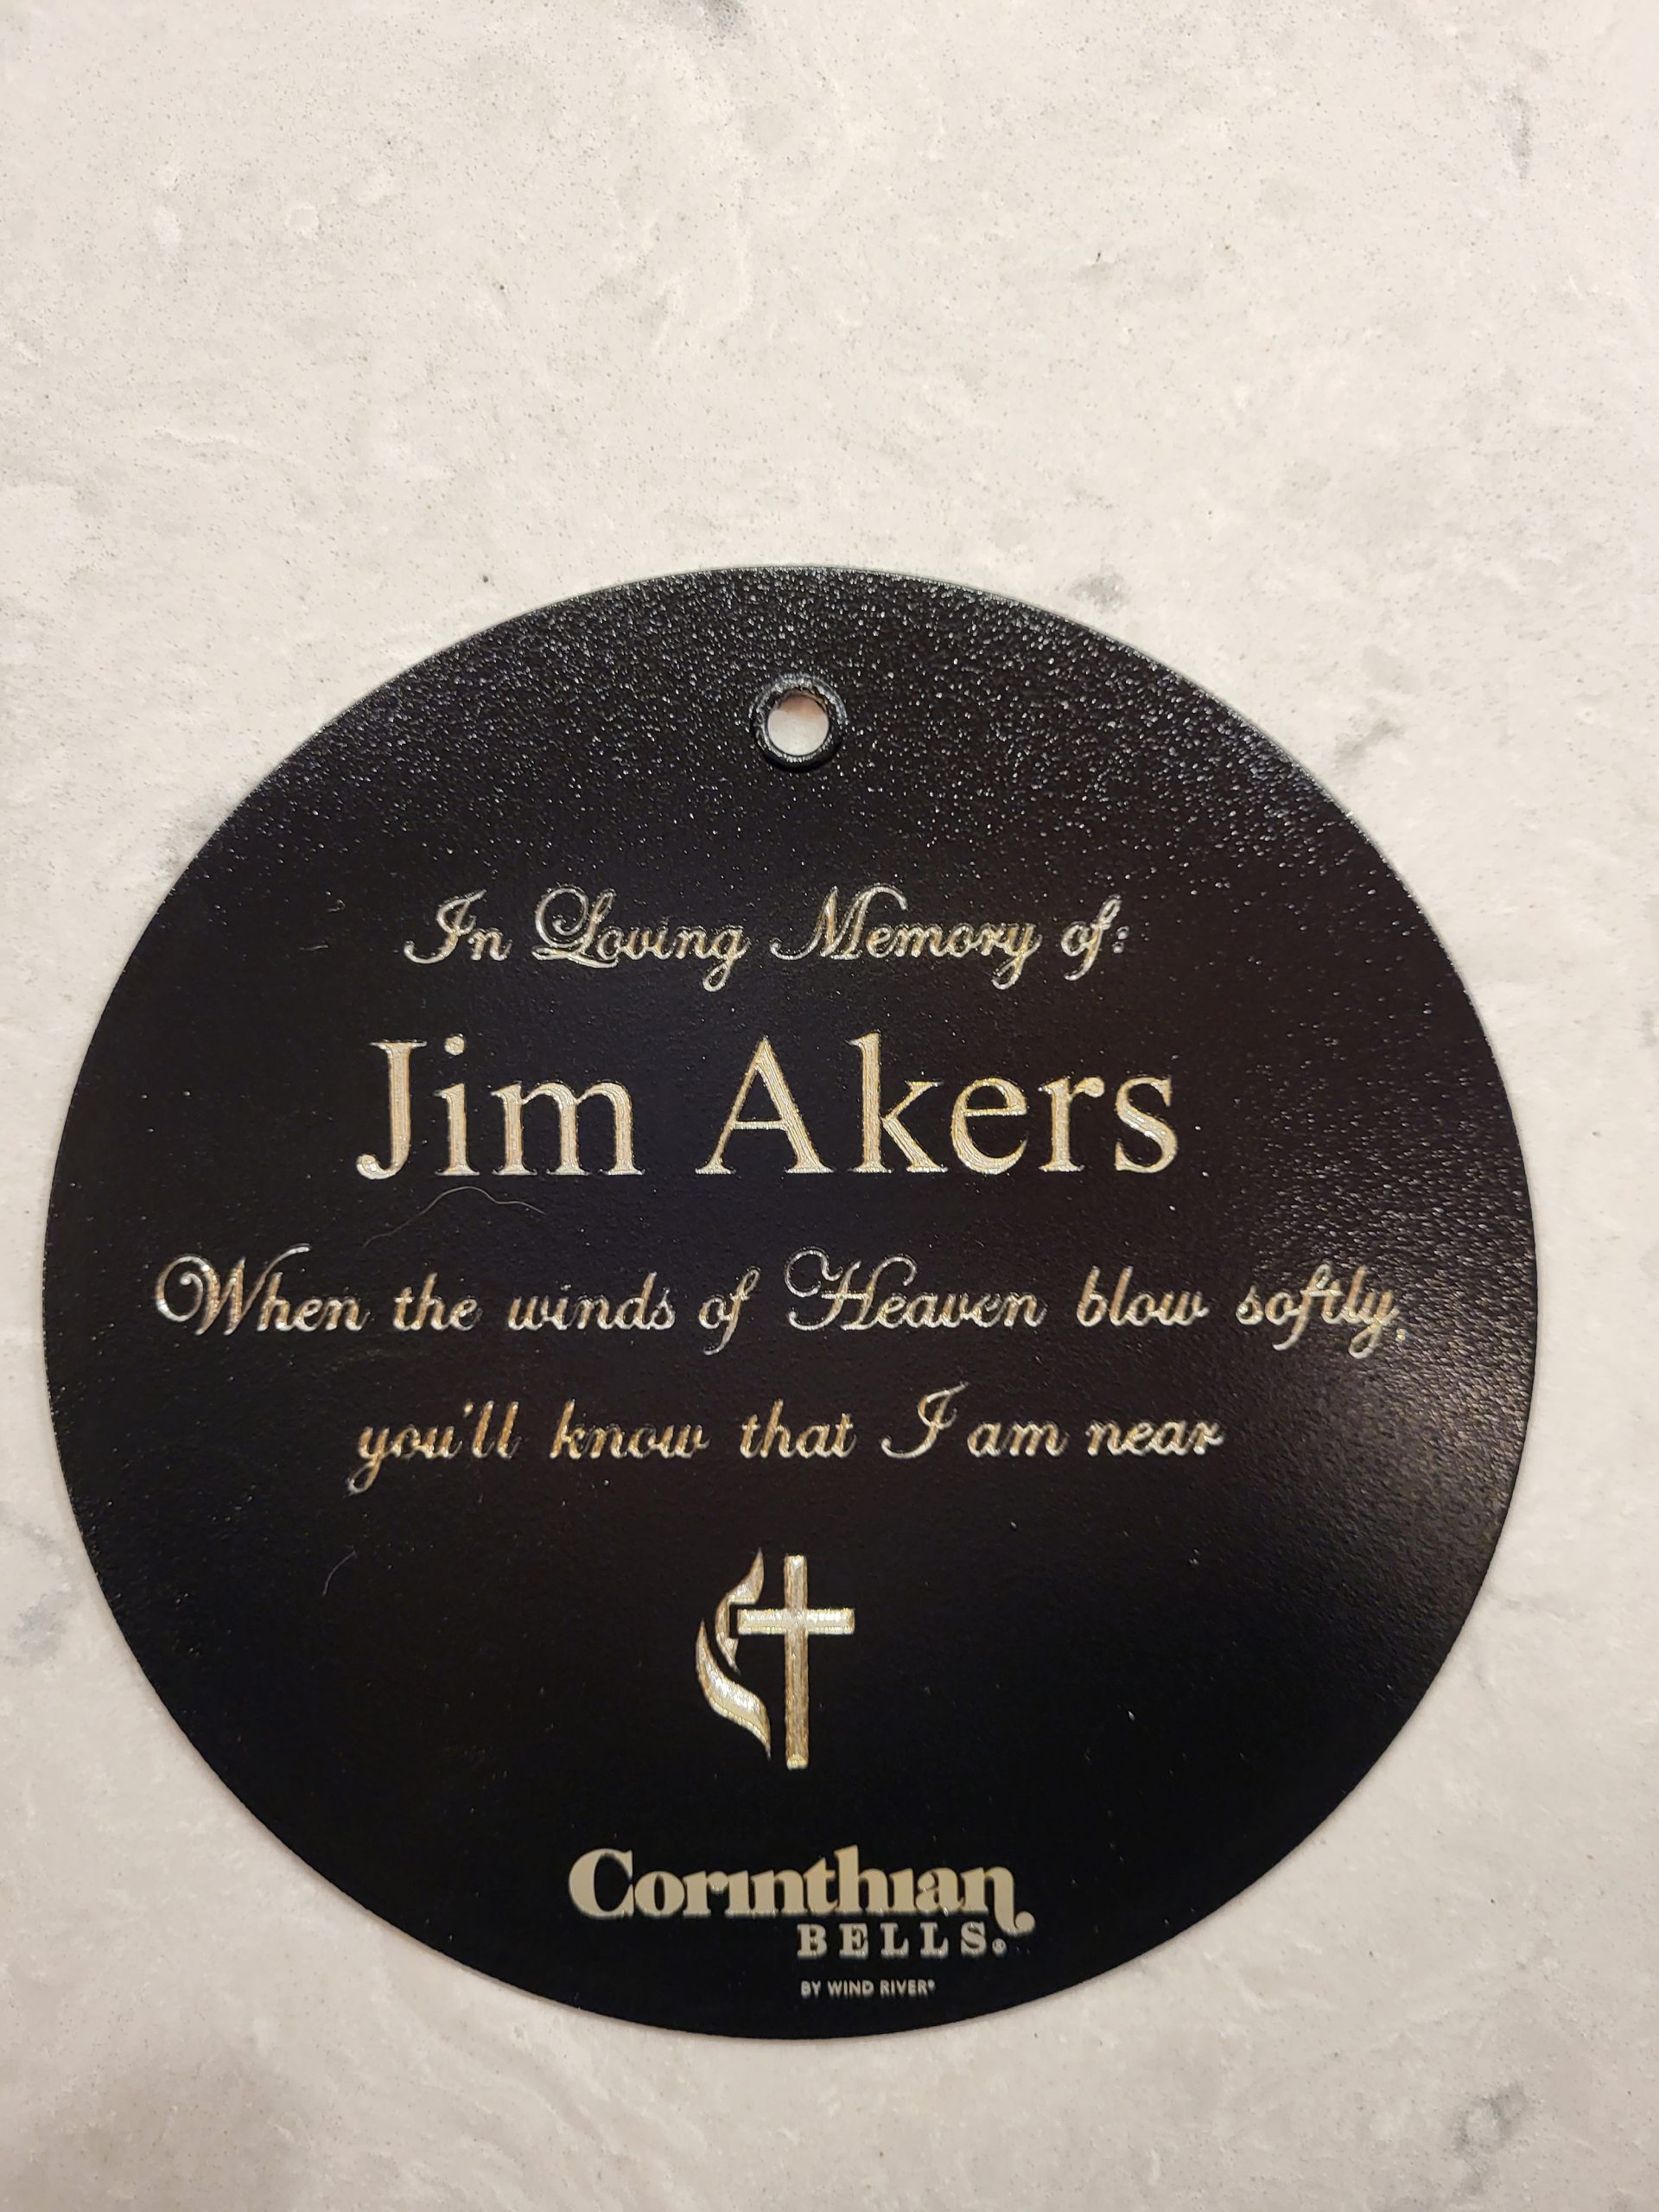 In Loving Memory of:
Jim Akers
When the winds of Heaven blow softly,
you'll know that I am near
Corinthian
BELLS®
BY WIND RIVER®